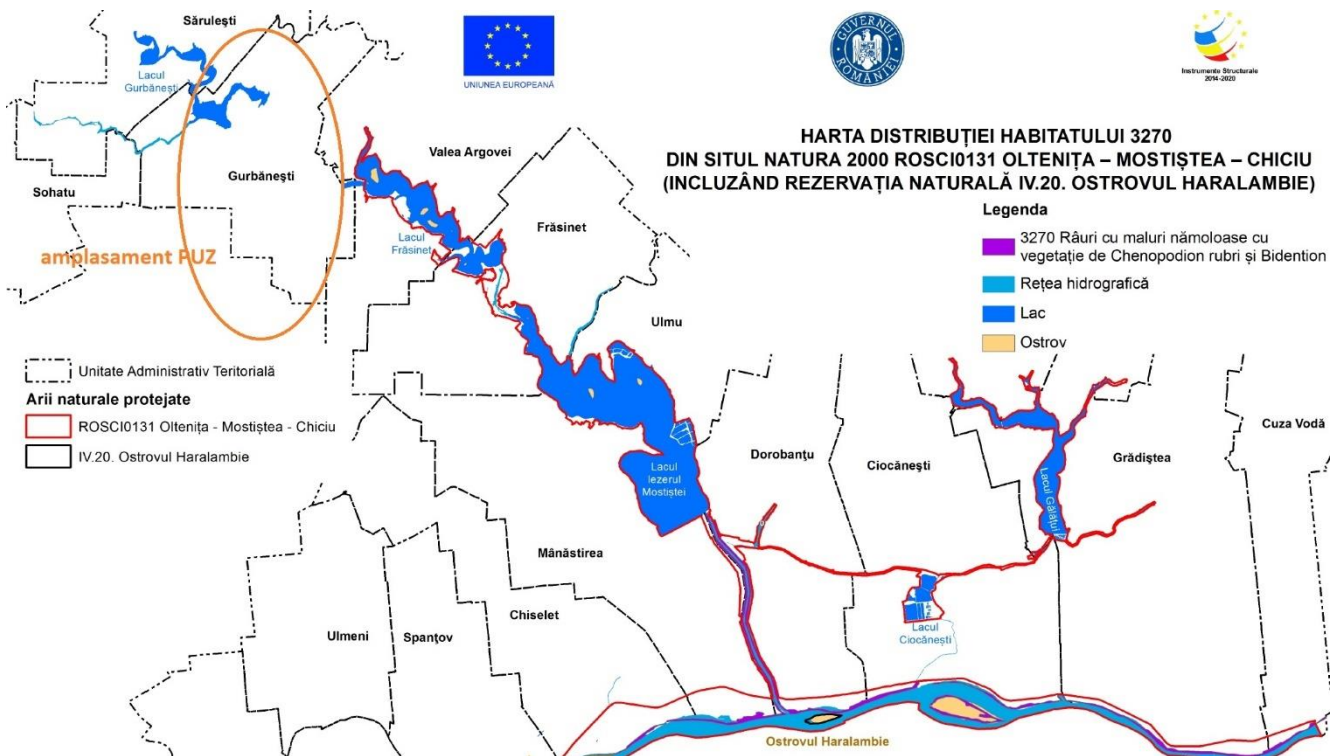 Sărulești
Lacul
Gurbănești
UNIUNEA EUROPEANĂ
GUVERNUL
ROMÂNIEI
Instrumente Structurale
2014-2020
HARTA DISTRIBUȚIEI HABITATULUI 3270
DIN SITUL NATURA 2000 ROSCI0131 OLTENIȚA – MOSTIȘTEA – CHICIU
(INCLUZÂND REZERVAȚIA NATURALĂ IV.20. OSTROVUL HARALAMBIE)
Valea Argovei
Gurbănești
Sohatu
Frăsinet
Lacul
Frăsinet
amplasament PUZ
Legenda
3270 Râuri cu maluri nămoloase cu
vegetație de Chenopodion rubri și Bidention
Rețea hidrografică
Lac
Ostrov
Ulmu
Unitate Administrativ Teritorială
Arii naturale protejate
ROSCI0131 Oltenița - Mostiștea - Chiciu
IV.20. Ostrovul Haralambie
Lacul
Iezerul
Mostiștei
Dorobanțu
Ciocănești
Lacul Gălățui
Grădiștea
Cuza Vodă
Mânăstirea
Chiselet
Ulmeni
Spanțov
Lacul
Ciocănești
Ostrovul Haralambie